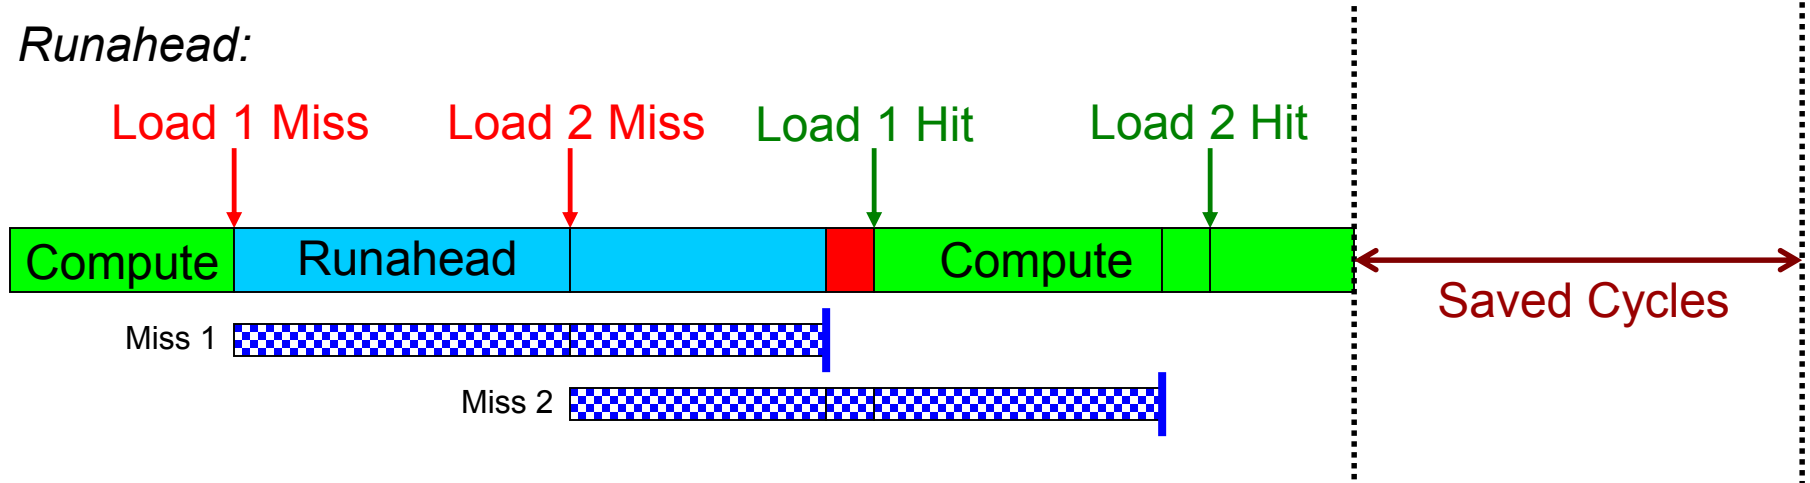 Runahead:
Load 1 Miss
Load 2 Miss
Load 1 Hit
Load 2 Hit
Compute
Runahead
Compute
Saved Cycles
Miss 1
Miss 2